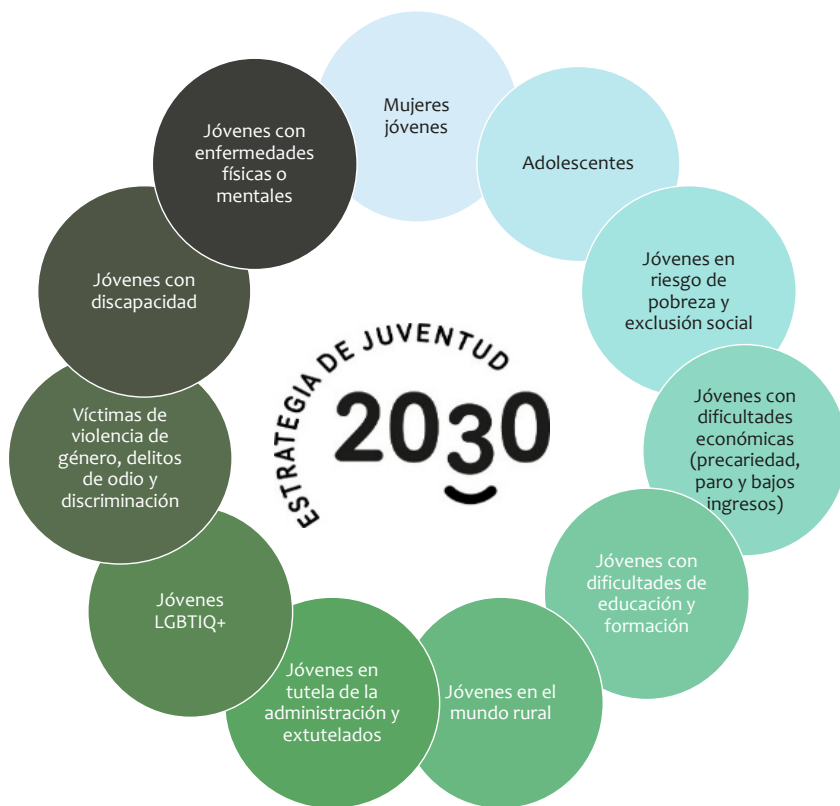 Mujeres
jóvenes
Adolescentes
Jóvenes en
riesgo de
pobreza y
exclusión social
Jóvenes con
dificultades
económicas
(precariedad,
paro y bajos
ingresos)
Jóvenes con
dificultades de
educación y
formación
Jóvenes en el
mundo rural
Jóvenes en
tutela de la
administración y
extutelados
Jóvenes
LGBTIQ+
Víctimas de
violencia de
género, delitos
de odio y
discriminación
Jóvenes con
discapacidad
Jóvenes con
enfermedades
físicas o
mentales
ESTRATEGIA DE JUVENTUD
2030